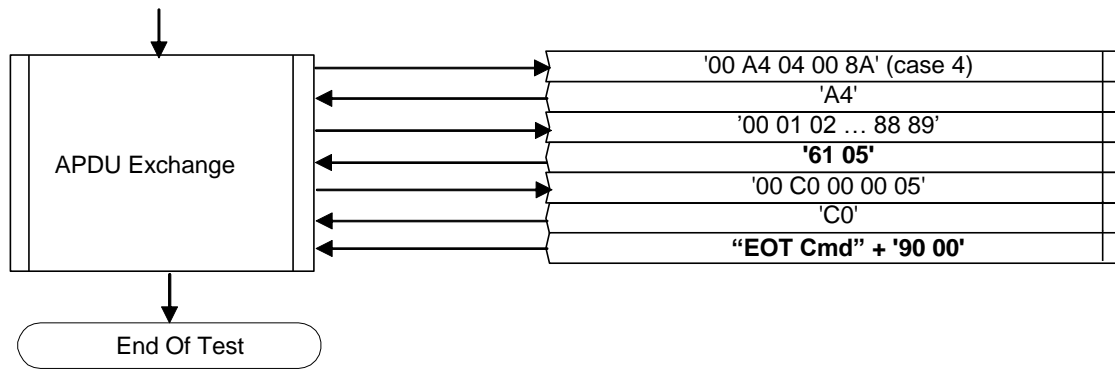 '00 A4 04 00 8A' (case 4)
'A4'
'00 01 02 … 88 89’
APDU Exchange
'61 05'
'00 C0 00 00 05'
'C0'
“EOT Cmd” + '90 00'
End Of Test